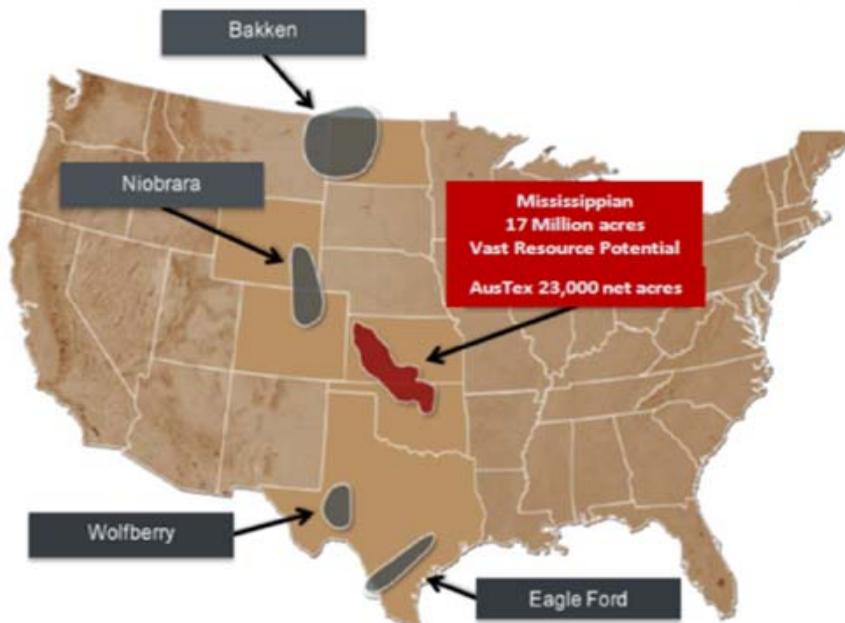 Bakken
Niobrara
Mississippian
17 Million acres
Vast Resource Potential
AusTex 23,000 net acres
Wolfberry
Eagle Ford